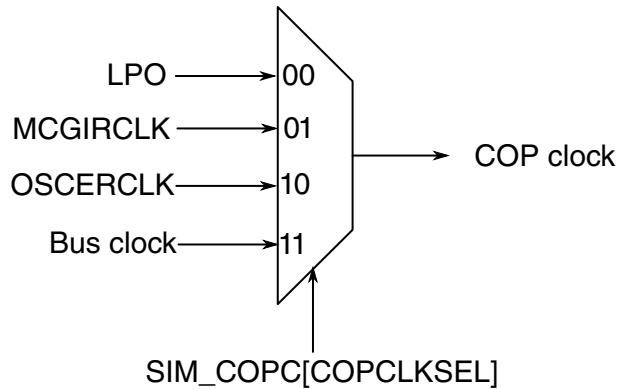 LPO
00
MCGIRCLK
01
COP clock
OSCERCLK
10
Bus clock
11
SIM_COPC[COPCLKSEL]